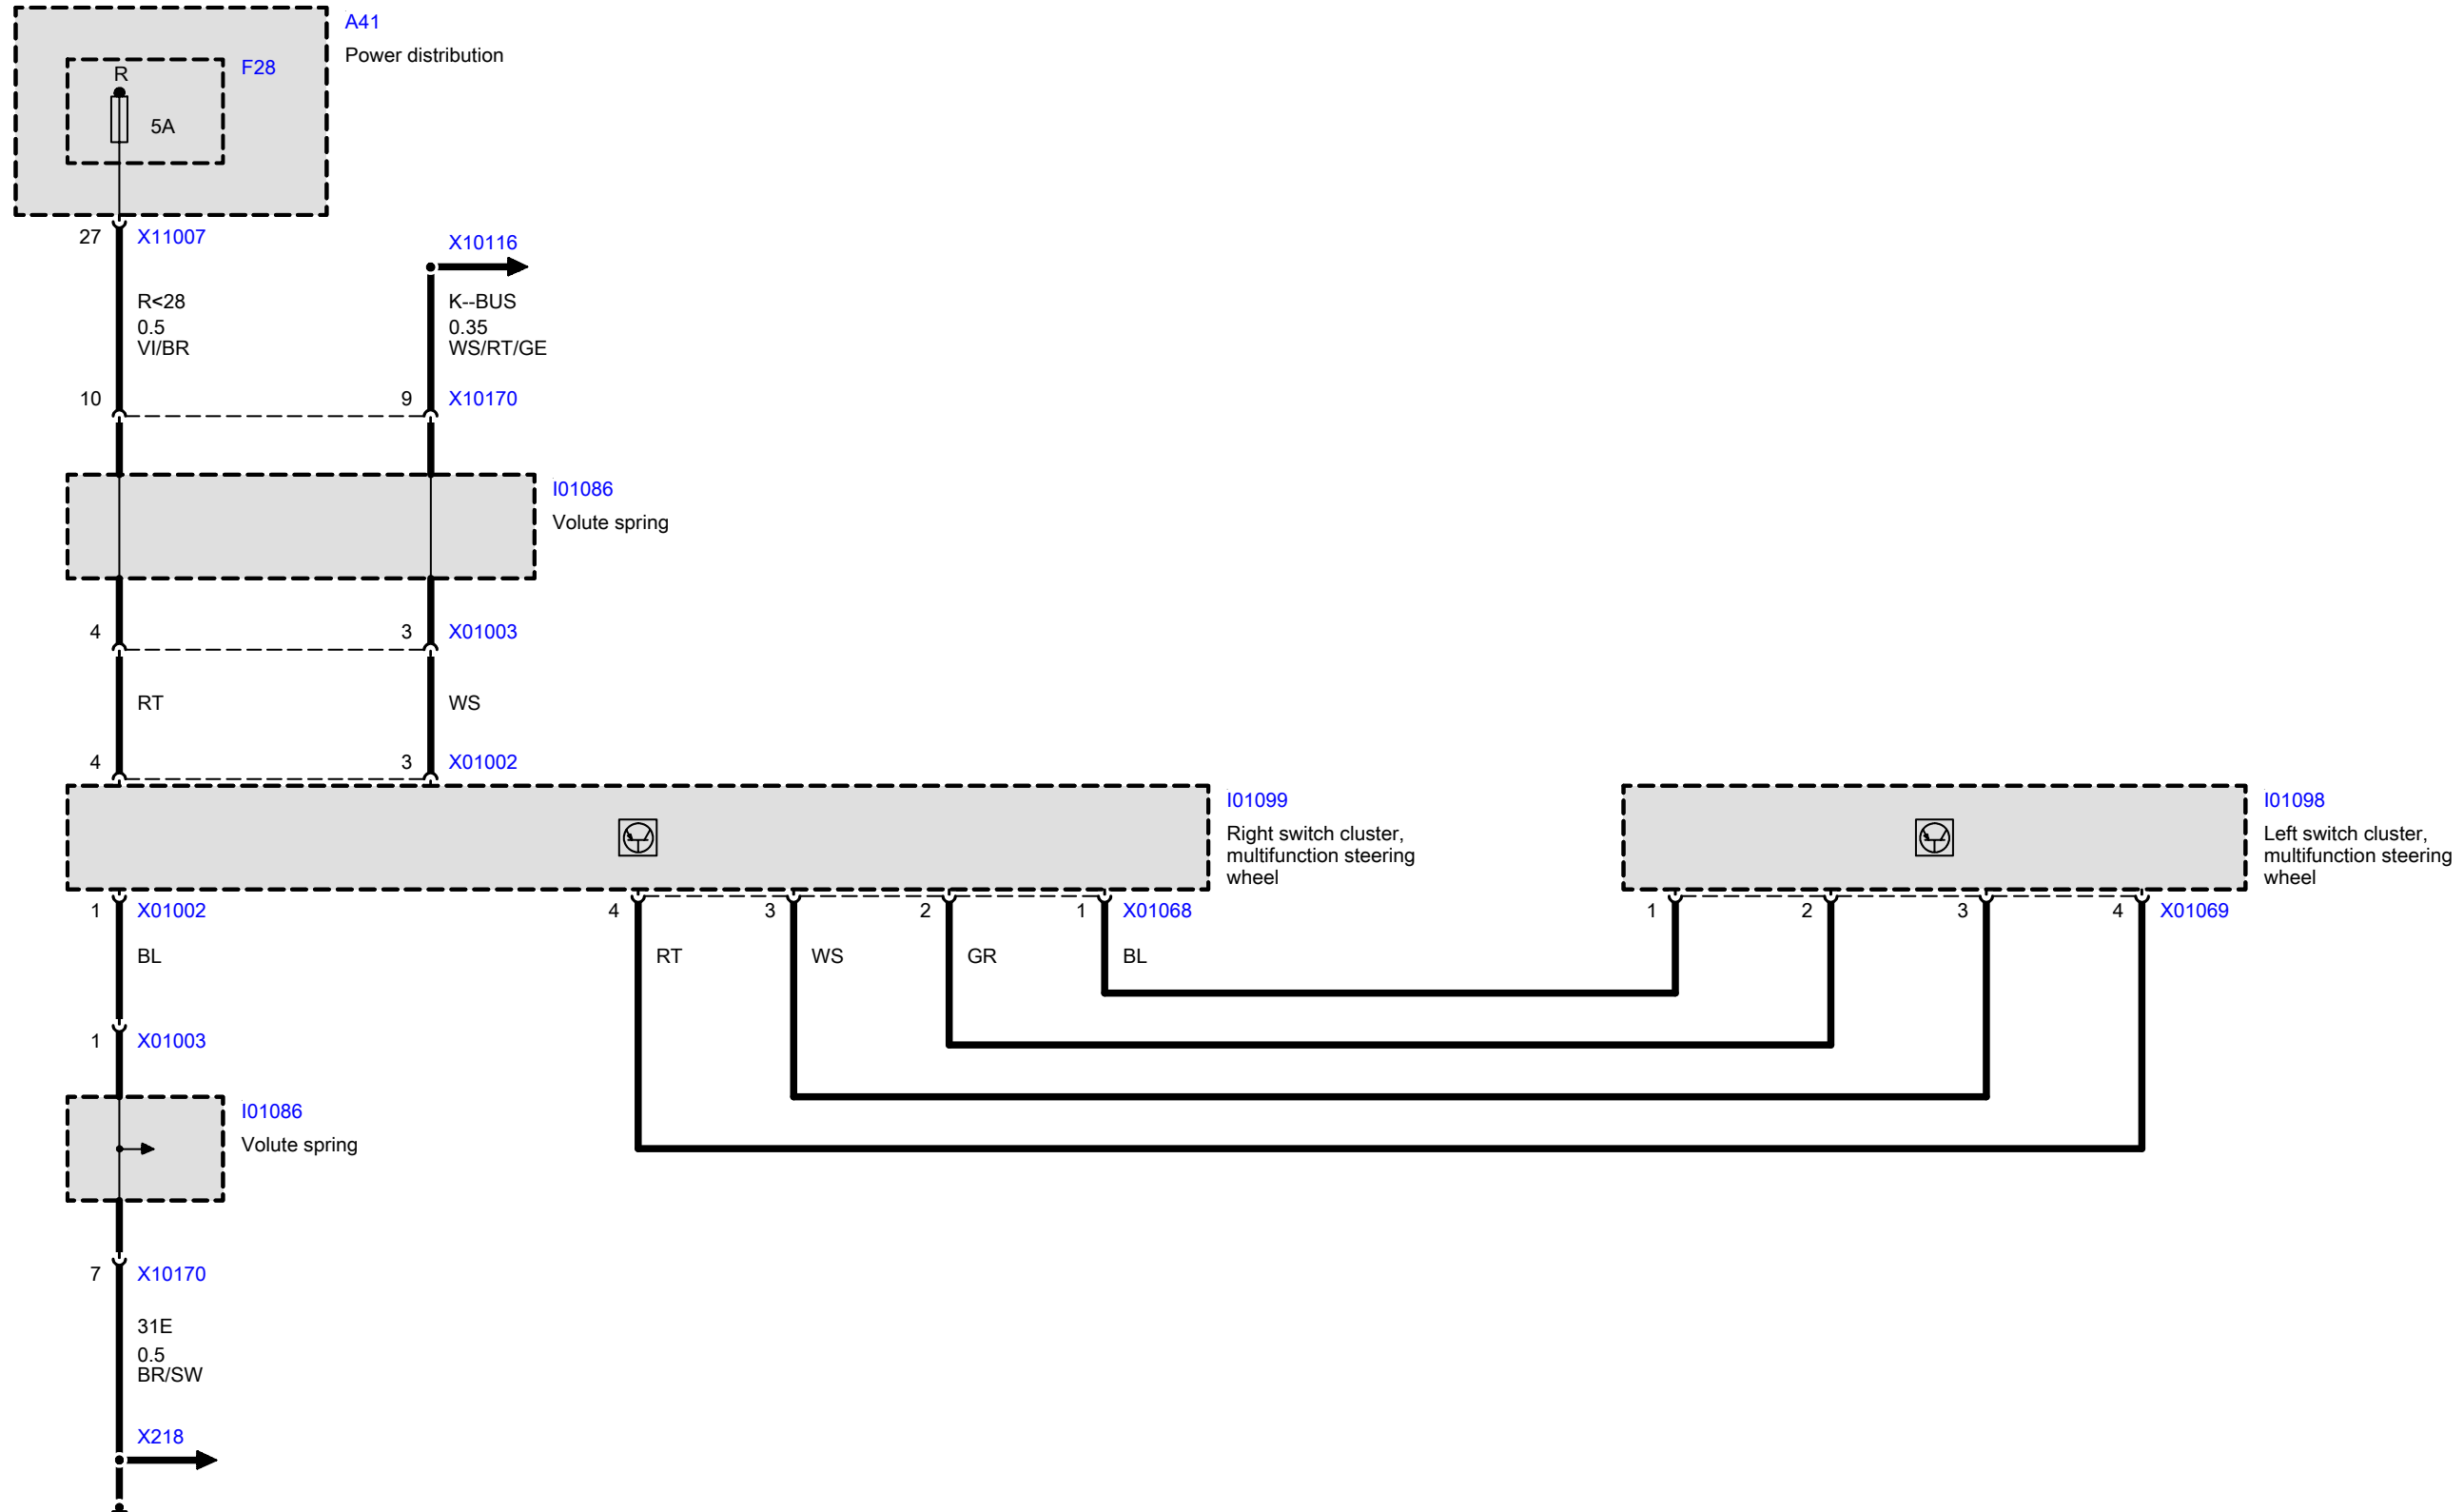 A41
Power distribution
F28
R
5A
27 X11007
X10116
R<28
0.5
VI/BR
K--BUS
0.35
WS/RT/GE
10
9 X10170
I01086
Volute spring
4
3 X01003
RT
WS
4
3 X01002
I01099
Right switch cluster,
multifunction steering
wheel
I01098
Left switch cluster,
multifunction steering
wheel
1 X01002
4
3
2
1 X01068
1
2
3
4 X01069
BL
RT
WS
GR
BL
1 X01003
I01086
Volute spring
7 X10170
31E
0.5
BR/SW
X218